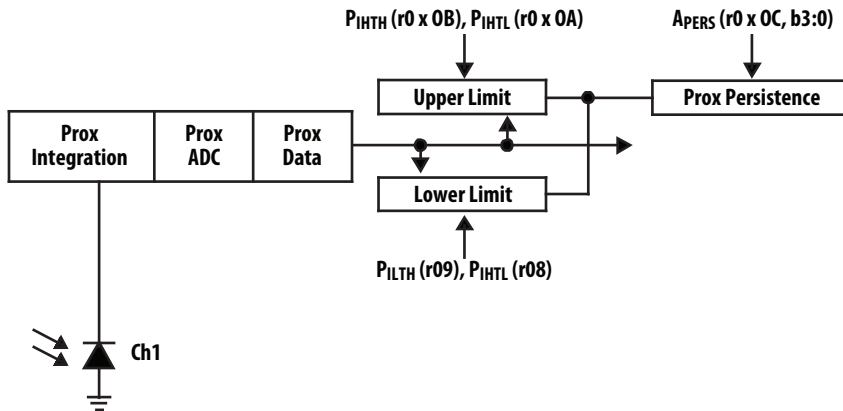 PIHTH (r0 x 0B), PIHTL (r0 x 0A)
APERS (r0 x 0C, b3:0)
Upper Limit
Prox Persistence
Prox
Integration
Prox
ADC
Prox
Data
Lower Limit
PILTH (r09), PIHTL (r08)
Ch1